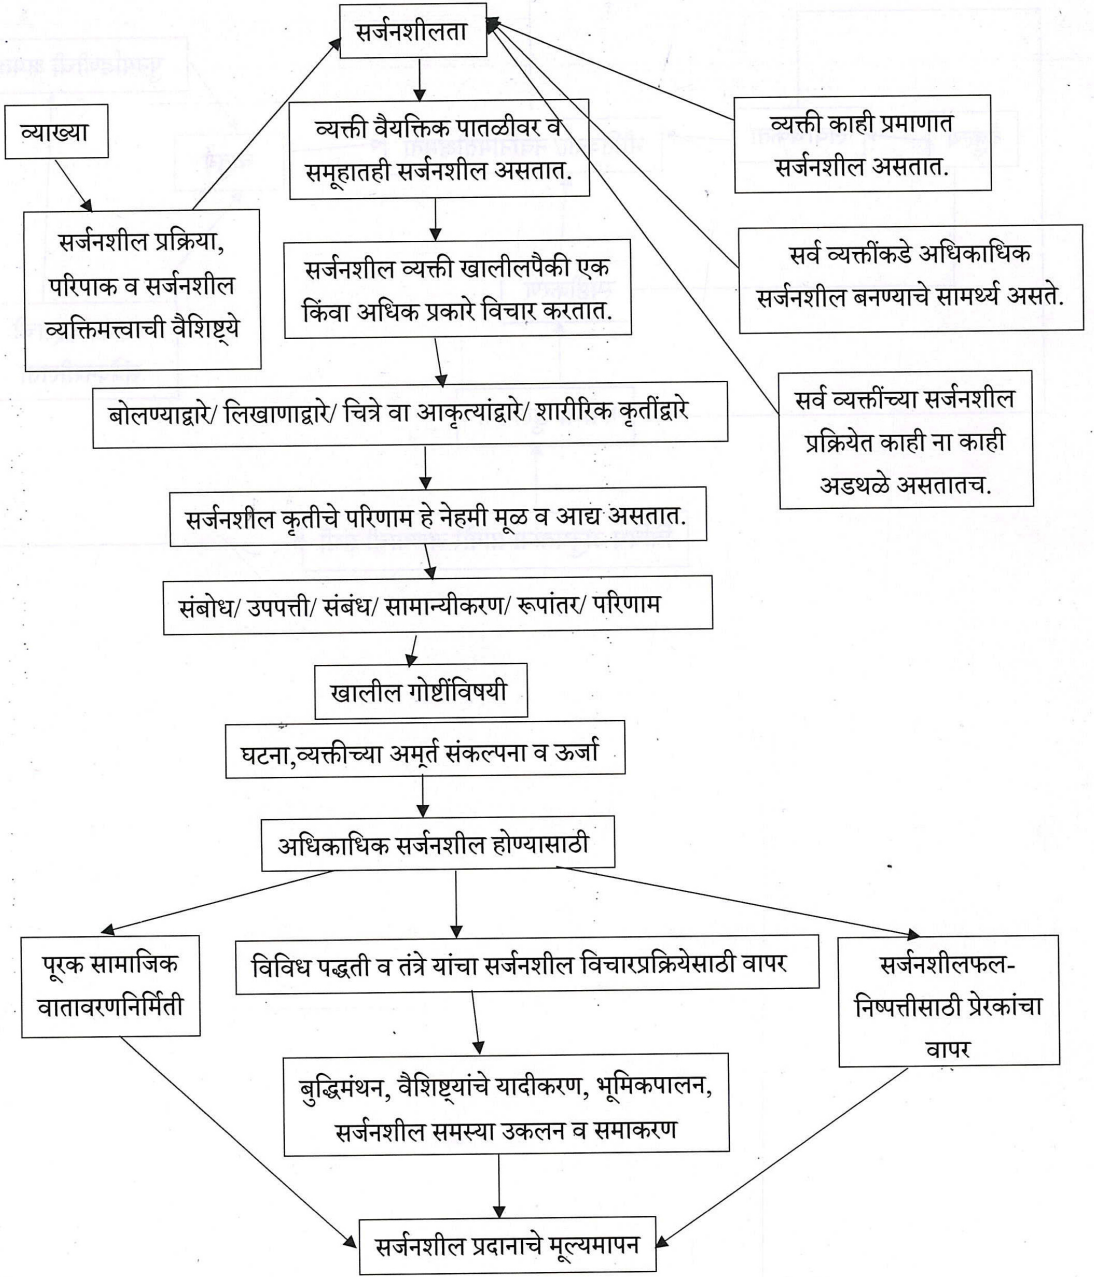 सर्जनशीलता
व्याख्या
व्यक्ती वैयक्तिक पातळीवर व
समूहातही सर्जनशील असतात.
व्यक्ती काही प्रमाणात
सर्जनशील असतात.
सर्जनशील प्रक्रिया,
परिपाक व सर्जनशील
व्यक्तिमत्त्वाची वैशिष्ट्ये
सर्जनशील व्यक्ती खालीलपैकी एक
किंवा अधिक प्रकारे विचार करतात.
सर्व व्यक्तींकडे अधिकाधिक
सर्जनशील बनण्याचे सामर्थ्य असते.
बोलण्याद्वारे/ लिखाणाद्वारे/ चित्रे वा आकृत्यांद्वारे/ शारीरिक कृतींद्वारे
सर्व व्यक्तींच्या सर्जनशील
प्रक्रियेत काही ना काही
अडथळे असतातच.
सर्जनशील कृतीचे परिणाम हे नेहमी मूळ व आद्य असतात.
संबोध/ उपपत्ती/ संबंध/ सामान्यीकरण/ रूपांतर/ परिणाम
खालील गोष्टींविषयी
घटना,व्यक्तीच्या अमूर्त संकल्पना व ऊर्जा
अधिकाधिक सर्जनशील होण्यासाठी
पूरक सामाजिक
वातावरणनिर्मिती
विविध पद्धती व तंत्रे यांचा सर्जनशील विचारप्रक्रियेसाठी वापर
सर्जनशीलफल-
निष्पत्तीसाठी प्रेरकांचा
वापर
बुद्धिमंथन, वैशिष्ट्यांचे यादीकरण, भूमिकपालन,
सर्जनशील समस्या उकलन व समाकरण
सर्जनशील प्रदानाचे मूल्यमापन